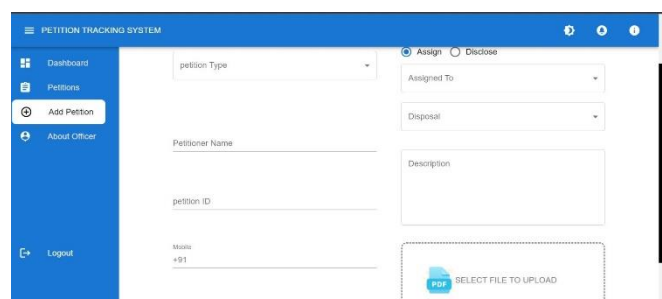 PETITION TRACKING SYSTEM
Dashboard
Petitions
Add Petition
About Officer
Logout
petition Type
Petitioner Name
petition ID
Mobile
+91
Assign Disclose
Assigned To
Disposal
Description
PDF SELECT FILE TO UPLOAD